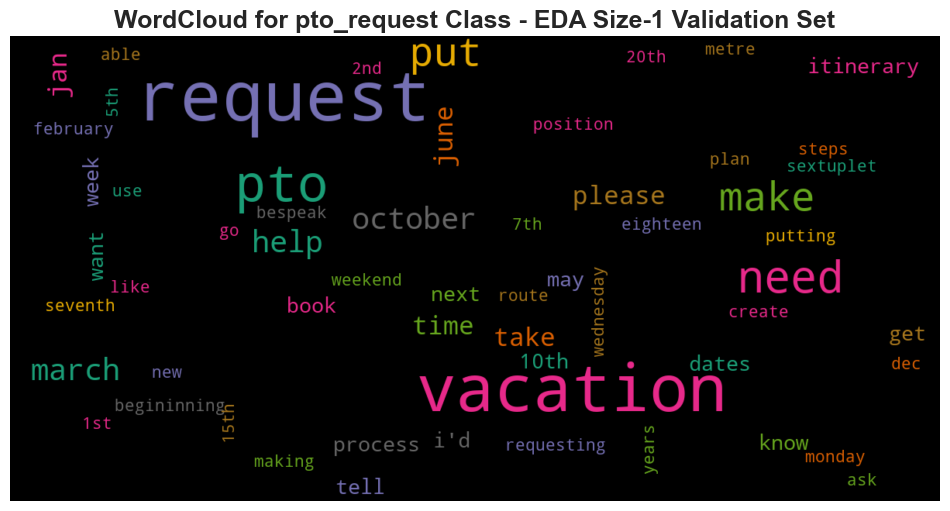 WordCloud for pto_request Class - EDA Size-1 Validation Set
able
put
metre
jan
2nd
20th
itinerary
request
5th
june
february
position
steps
plan
sextuplet
week
use
pto
please
make
bespeak
october
go
7th
eighteen
putting
want
help
need
like
weekend
next
may
wednesday
seventh
book
route
create
time
take
get
march
new
10th
dates
dec
vacation
begininning
1st
15th
process
i'd
requesting
years
know
making
monday
tell
ask